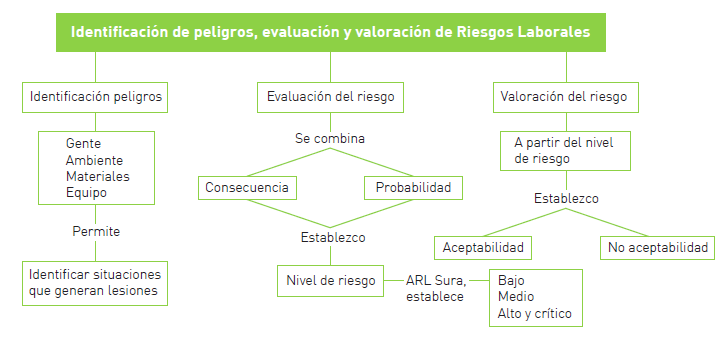 Identificación de peligros, evaluación y valoración de Riesgos Laborales
Identificación peligros
Gente
Ambiente
Materiales
Equipo
Permite
Identificar situaciones
que generan lesiones
Evaluación del riesgo
Se combina
Consecuencia
Probabilidad
Establezco
Nivel de riesgo
ARL Sura,
establece
Bajo
Medio
Alto y crítico
Valoración del riesgo
A partir del nivel
de riesgo
Establezco
Aceptabilidad
No aceptabilidad